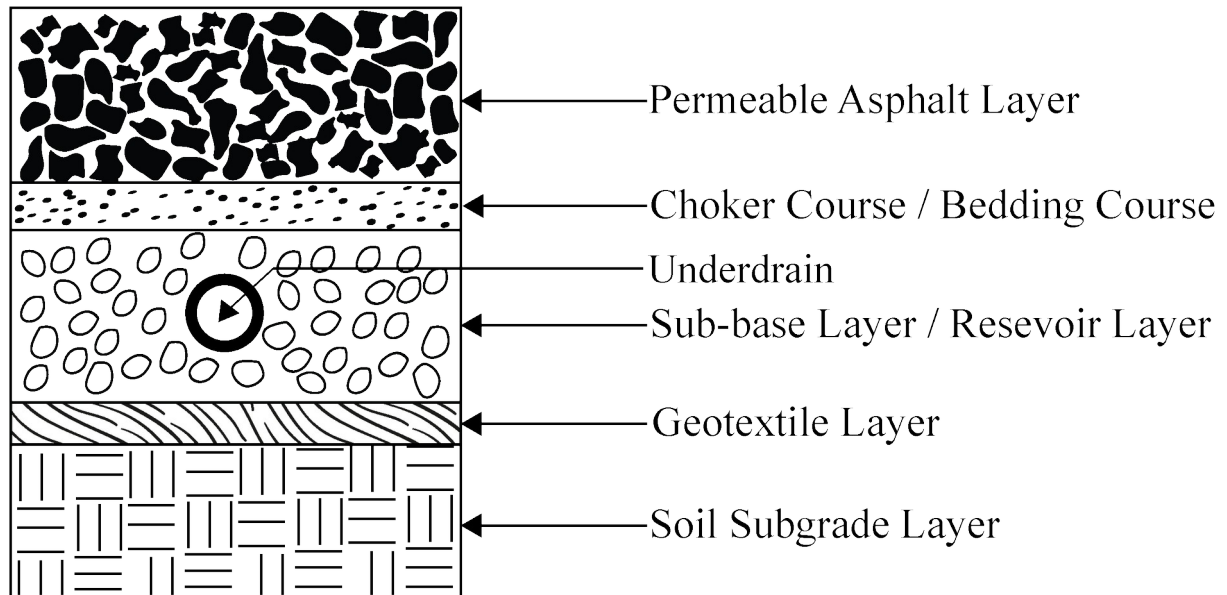 Permeable Asphalt Layer
Choker Course / Bedding Course
Underdrain
Sub-base Layer / Resevoir Layer
Geotextile Layer
Soil Subgrade Layer